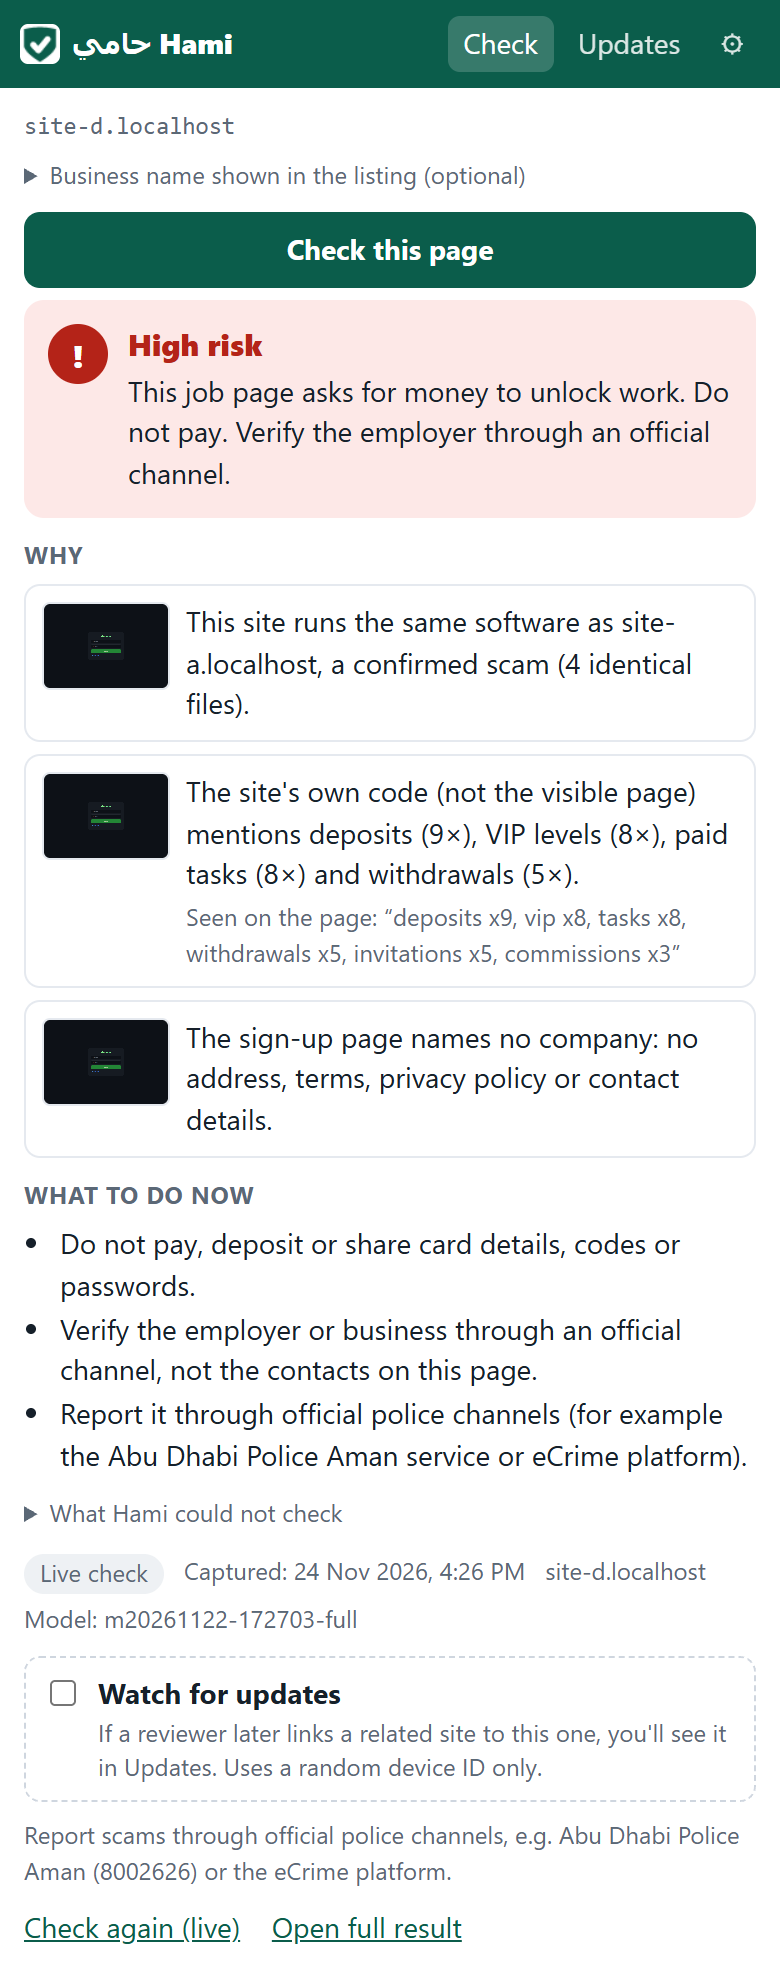 حامي Hami
Check
Updates
site-d.localhost
Business name shown in the listing (optional)
Check this page
!
High risk
This job page asks for money to unlock work. Do
not pay. Verify the employer through an official
channel.
WHY
This site runs the same software as site-
a.localhost, a confirmed scam (4 identical
files).
The site's own code (not the visible page)
mentions deposits (9×), VIP levels (8×), paid
tasks (8×) and withdrawals (5×).
Seen on the page: “deposits x9, vip x8, tasks x8,
withdrawals x5, invitations x5, commissions x3”
The sign-up page names no company: no
address, terms, privacy policy or contact
details.
WHAT TO DO NOW
• Do not pay, deposit or share card details, codes or
passwords.
• Verify the employer or business through an official
channel, not the contacts on this page.
• Report it through official police channels (for example
the Abu Dhabi Police Aman service or eCrime platform).
What Hami could not check
Live check Captured: 24 Nov 2026, 4:26 PM site-d.localhost
Model: m20261122-172703-full
Watch for updates
If a reviewer later links a related site to this one, you'll see it
in Updates. Uses a random device ID only.
Report scams through official police channels, e.g. Abu Dhabi Police
Aman (8002626) or the eCrime platform.
Check again (live) Open full result